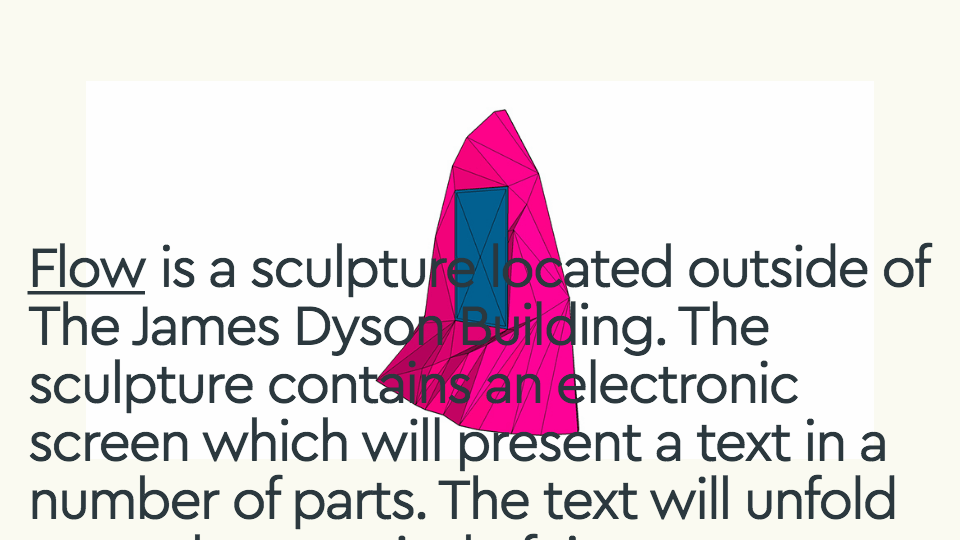 Flow is a sculpture located outside of
The James Dyson Building. The
sculpture contains an electronic
screen which will present a text in a
number of parts. The text will unfold